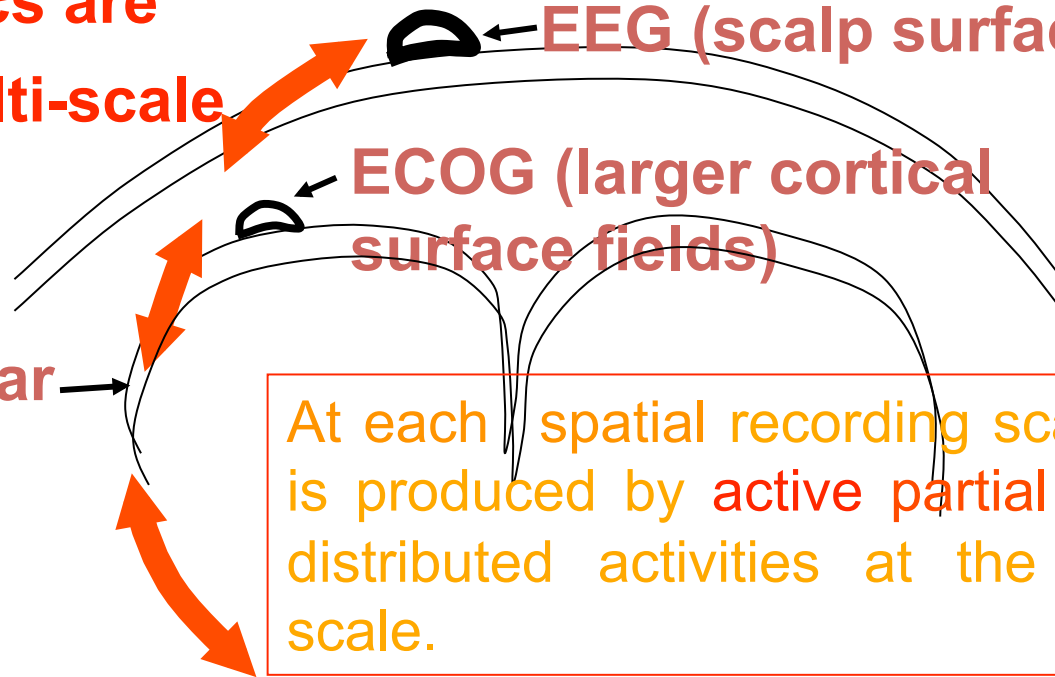 cs are
lti-scale
EEG (scalp surfac
ECOG (larger cortical
surface fields)
ar
At each spatial recording sca
is produced by active partial
distributed activities at the
scale.